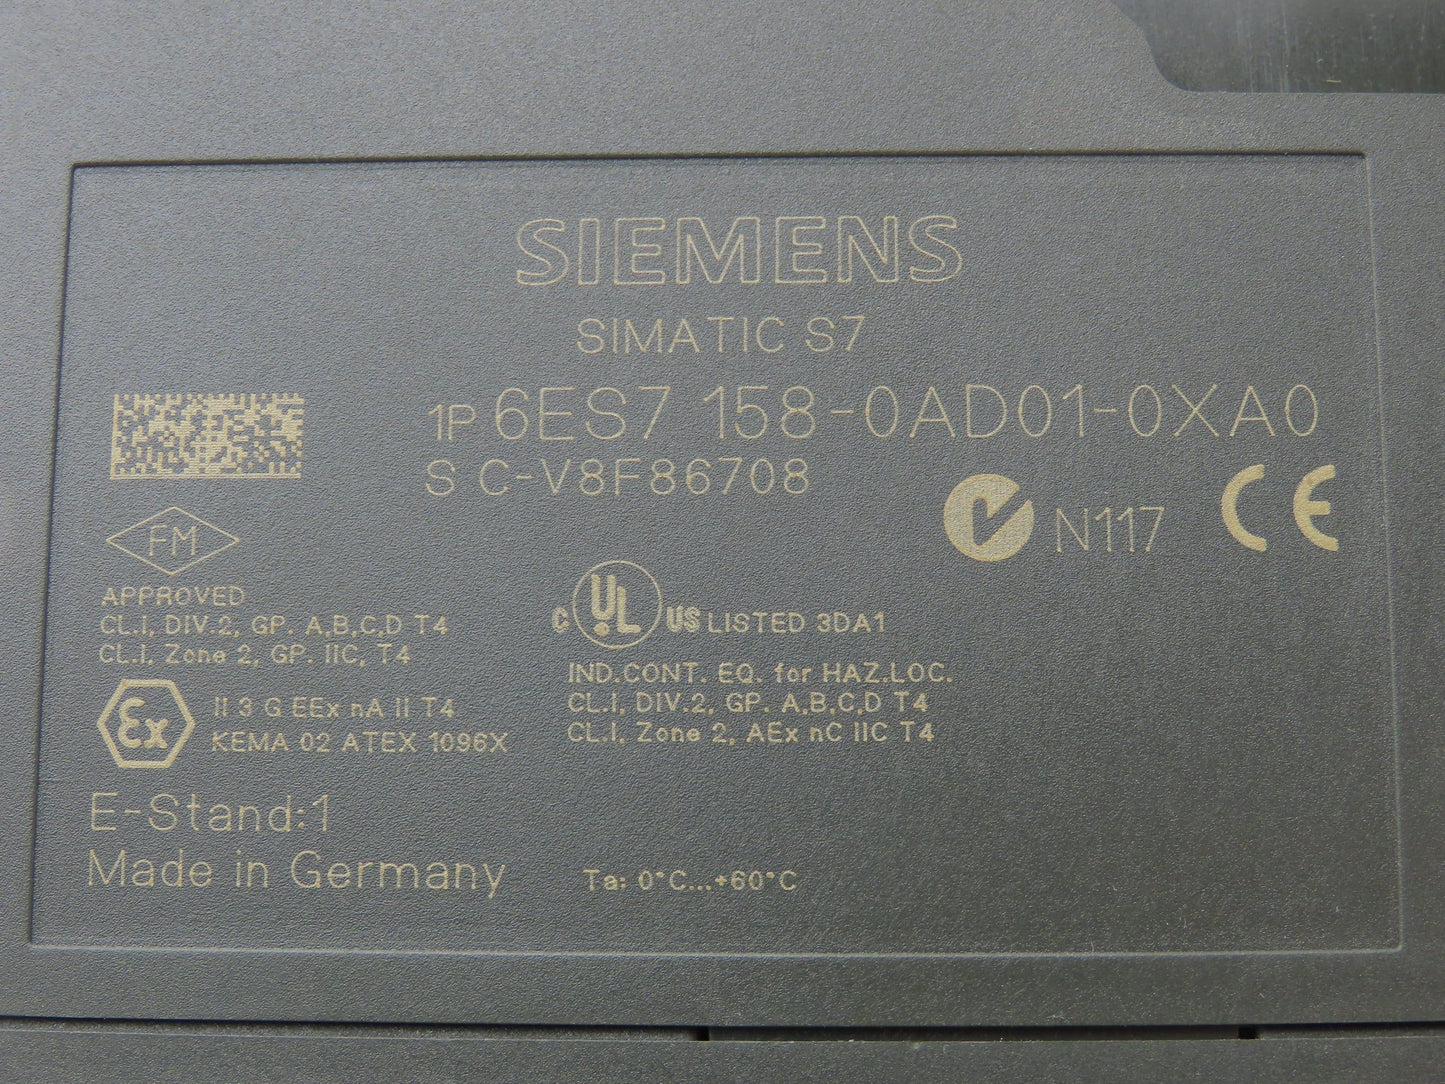 SIEMENS
SIMATIC S7
1P 6ES7 158-0AD01-0XA0
S C-V8F86708
N117 CE
FM
APPROVED
CL.I, DIV.2, GP. A,B,C,D T4
CL.I, Zone 2, GP. IIC, T4
C UL US LISTED 3DA1
IND.CONT. EQ. for HAZ.LOC.
CL.I, DIV.2, GP. A,B,C,D T4
CL.I, Zone 2, AEx nC IIC T4
Ex II 3 G EEx nA II T4
KEMA 02 ATEX 1096X
E-Stand:1
Made in Germany
Ta: 0°C...+60°C